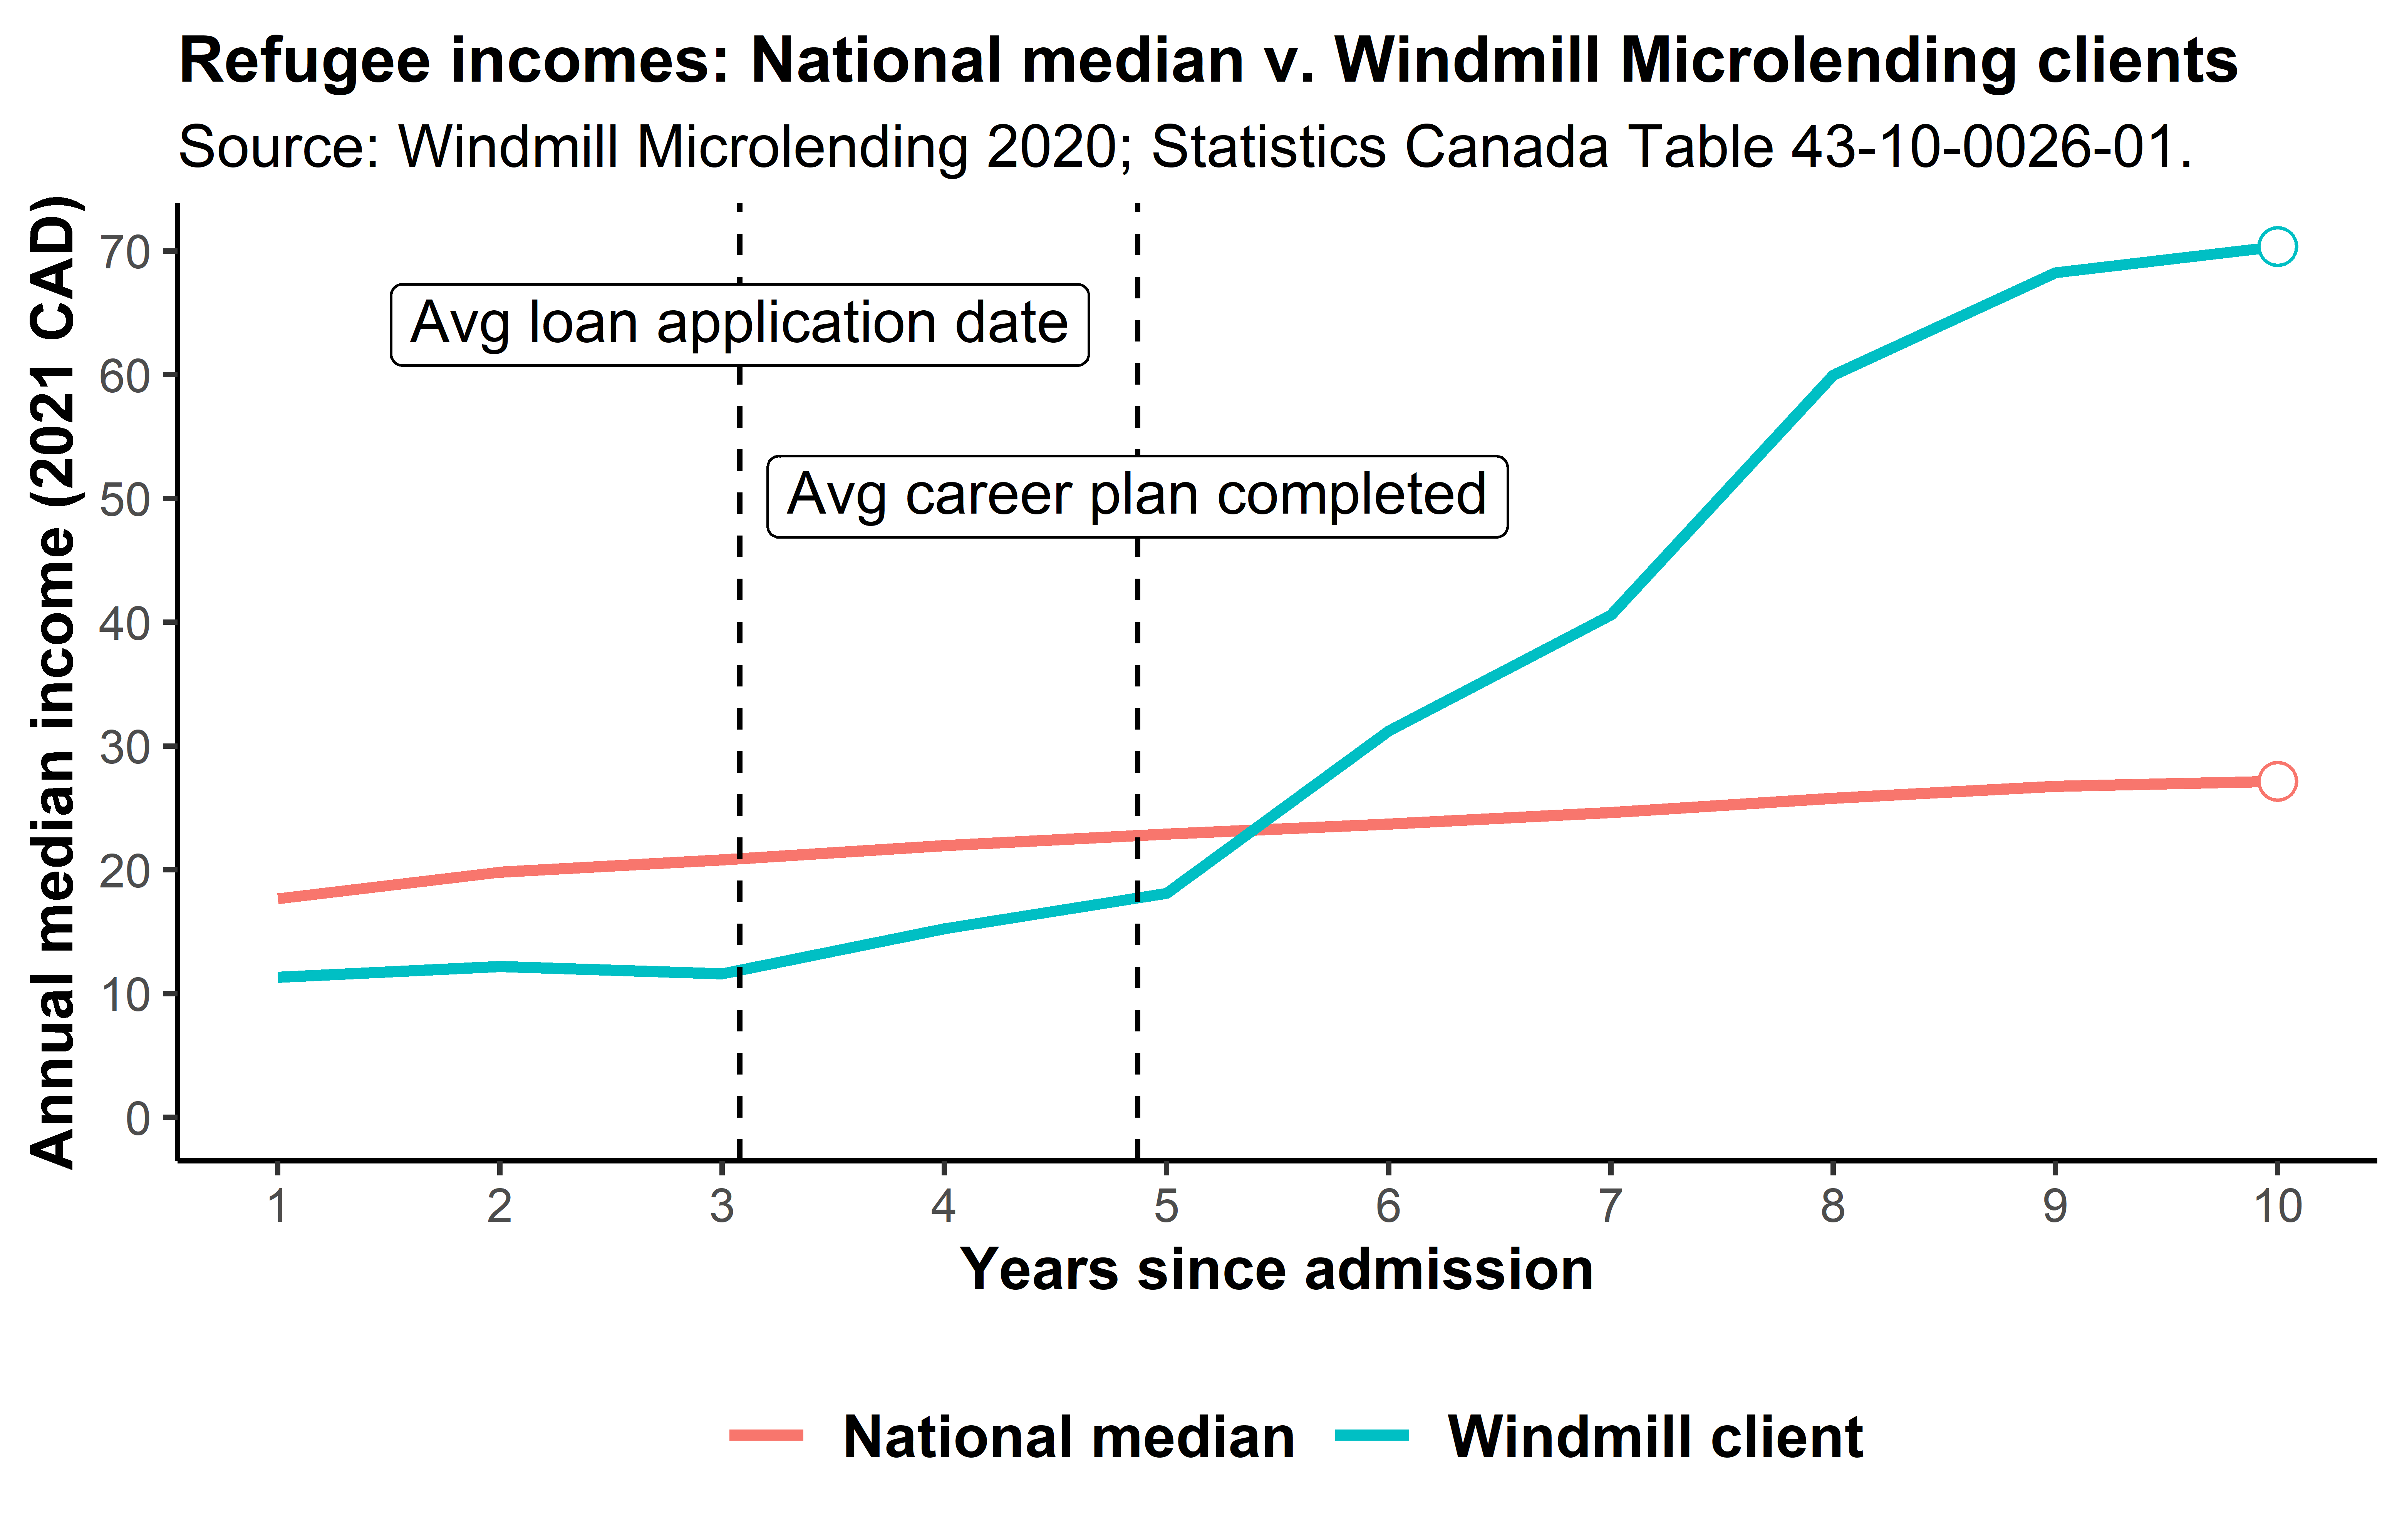 Refugee incomes: National median v. Windmill Microlending clients
Source: Windmill Microlending 2020; Statistics Canada Table 43-10-0026-01.
Annual median income (2021 CAD)
70
60
50
40
30
20
10
0
Avg loan application date
Avg career plan completed
1 2 3 4 5 6 7 8 9 10
Years since admission
National median Windmill client